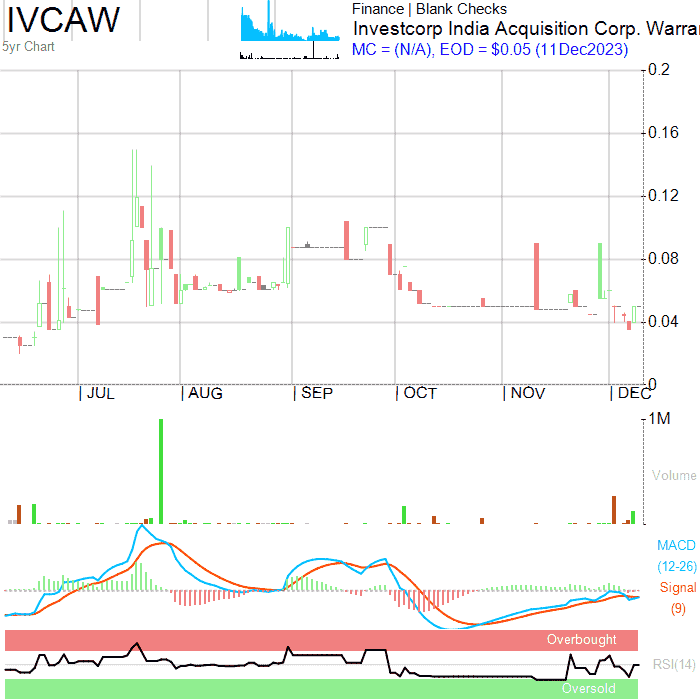 IVCAW
5yr Chart
Finance | Blank Checks
Investcorp India Acquisition Corp. Warra
MC = (N/A), EOD = $0.05 (11Dec2023)
0.2
0.16
0.12
0.08
0.04
0
JUL AUG SEP OCT NOV DEC
1M
Volume
MACD
(12-26)
Signal
(9)
Overbought
RSI(14)
Oversold